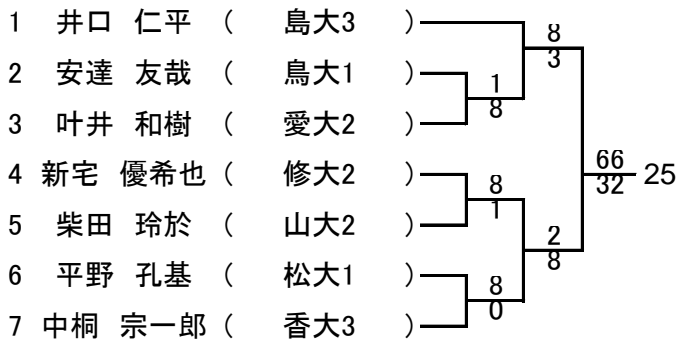 1 井口 仁平 ( 島大3 )
8
3
2 安達 友哉 ( 鳥大1 )
1
8
3 叶井 和樹 ( 愛大2 )
66
32 25
4 新宅 優希也 ( 修大2 )
8
1
5 柴田 玲於 ( 山大2 )
2
8
6 平野 孔基 ( 松大1 )
8
0
7 中桐 宗一郎 ( 香大3 )